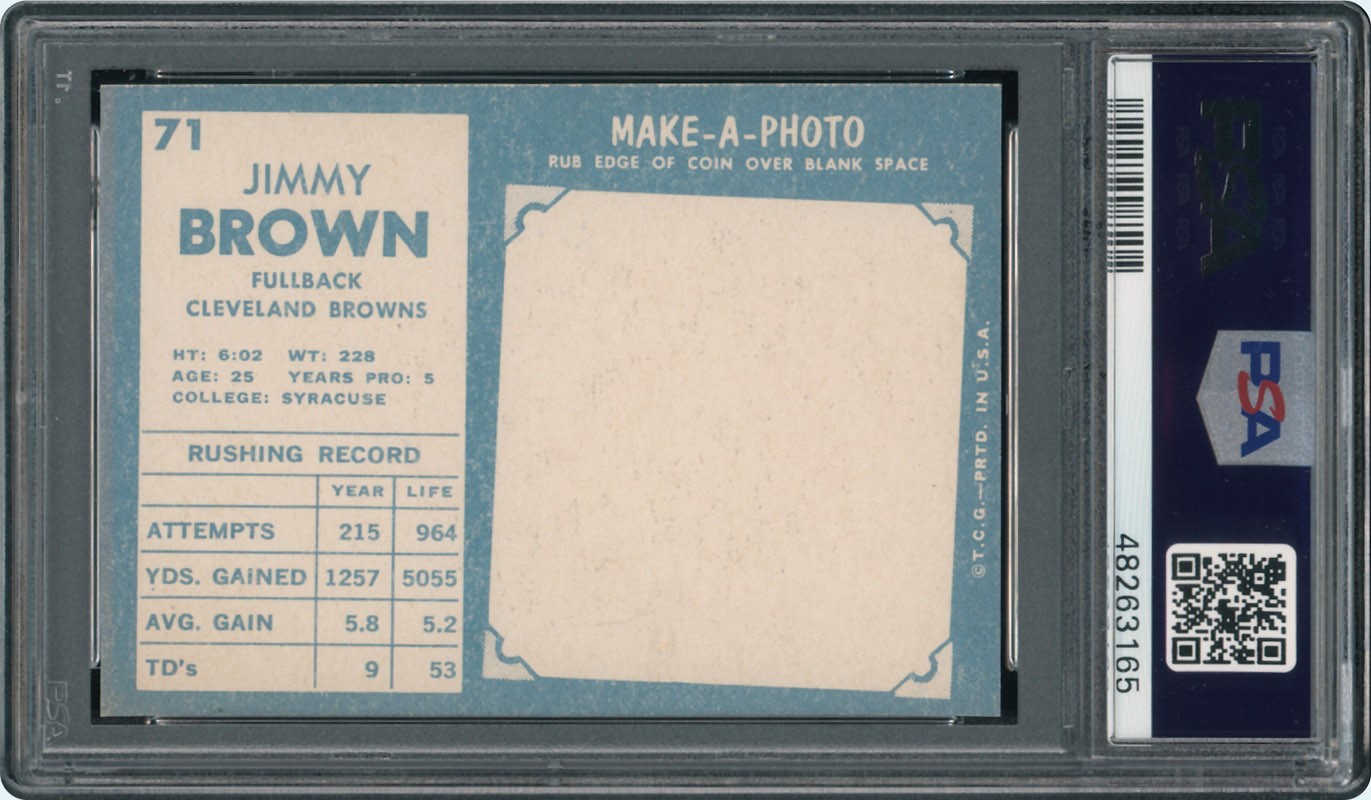 71
JIMMY
BROWN
FULLBACK
CLEVELAND BROWNS
HT: 6:02 WT: 228
AGE: 25 YEARS PRO: 5
COLLEGE: SYRACUSE
RUSHING RECORD
YEAR LIFE
ATTEMPTS 215 964
YDS. GAINED 1257 5055
AVG. GAIN 5.8 5.2
TD's 9 53
MAKE-A-PHOTO
RUB EDGE OF COIN OVER BLANK SPACE
© T.C.G.—PRTD. IN U.S.A.
PSA
PSA
48263165
PSA